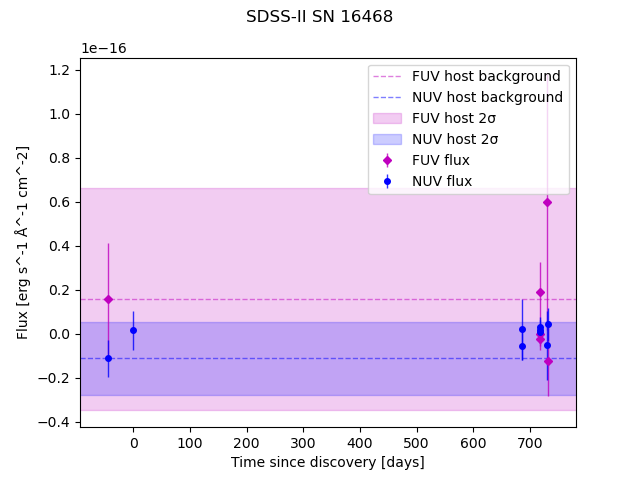 SDSS-II SN 16468
1e−16
1.2
1.0
0.8
0.6
0.4
0.2
0.0
−0.2
−0.4
Flux [erg s^-1 Å^-1 cm^-2]
FUV host background
NUV host background
FUV host 2σ
NUV host 2σ
FUV flux
NUV flux
0 100 200 300 400 500 600 700
Time since discovery [days]